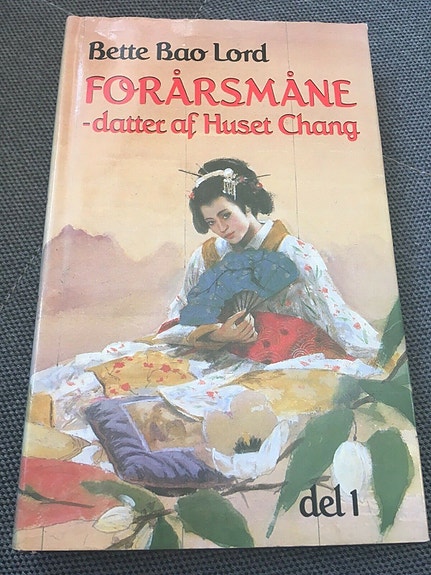 Bette Bao Lord
FORÅRSMÅNE
-datter af Huset Chang
del 1